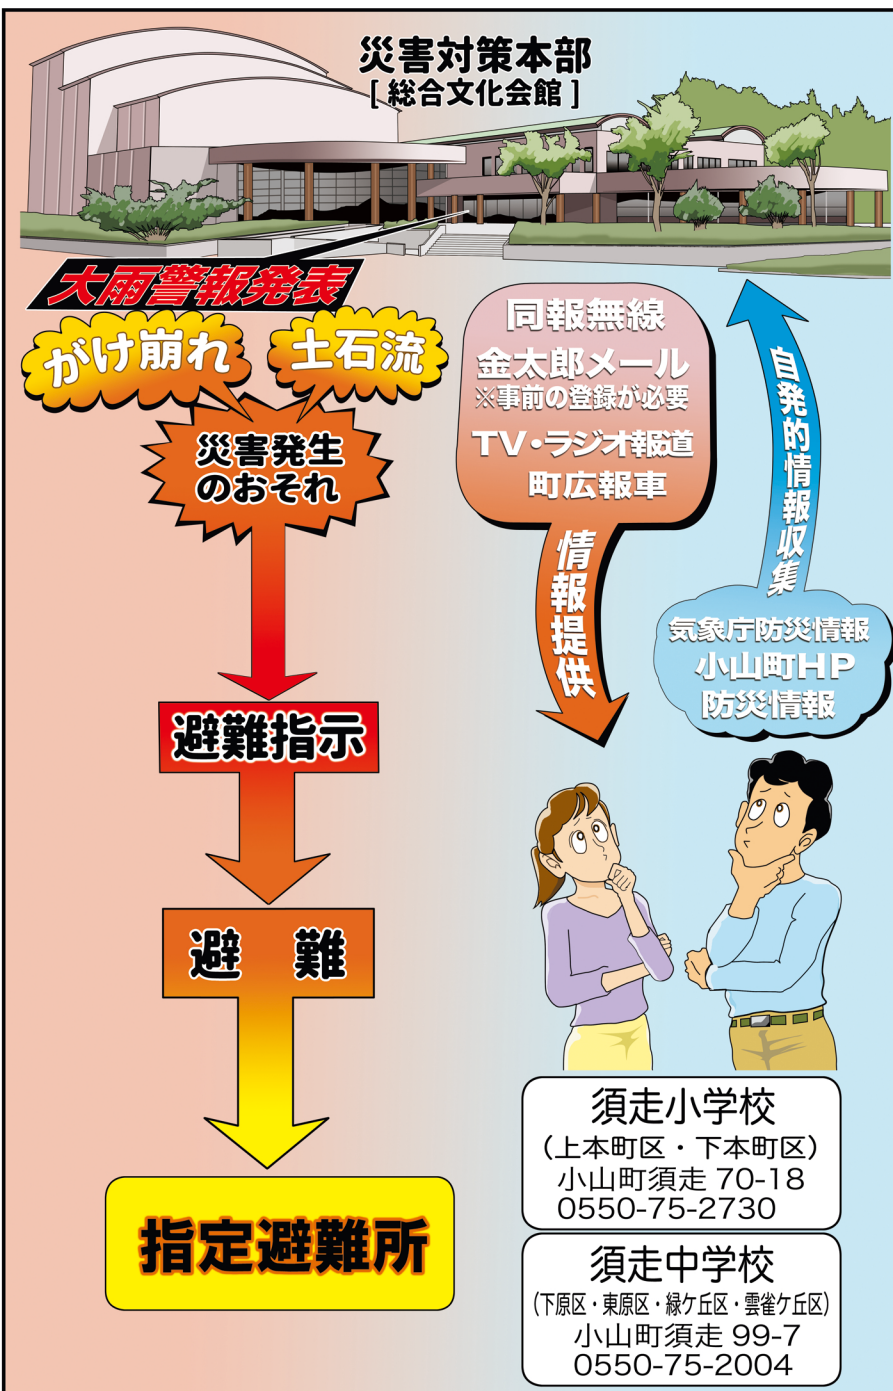 災害対策本部
[ 総合文化会館 ]
大雨警報発表
がけ崩れ
土石流
災害発生
のおそれ
避難指示
避 難
指定避難所
同報無線
金太郎メール
※事前の登録が必要
TV・ラジオ報道
町広報車
情報提供
自発的情報収集
気象庁防災情報
小山町HP
防災情報
須走小学校
(上本町区・下本町区)
小山町須走 70-18
0550-75-2730
須走中学校
(下原区・東原区・緑ケ丘区・雲雀ケ丘区)
小山町須走 99-7
0550-75-2004